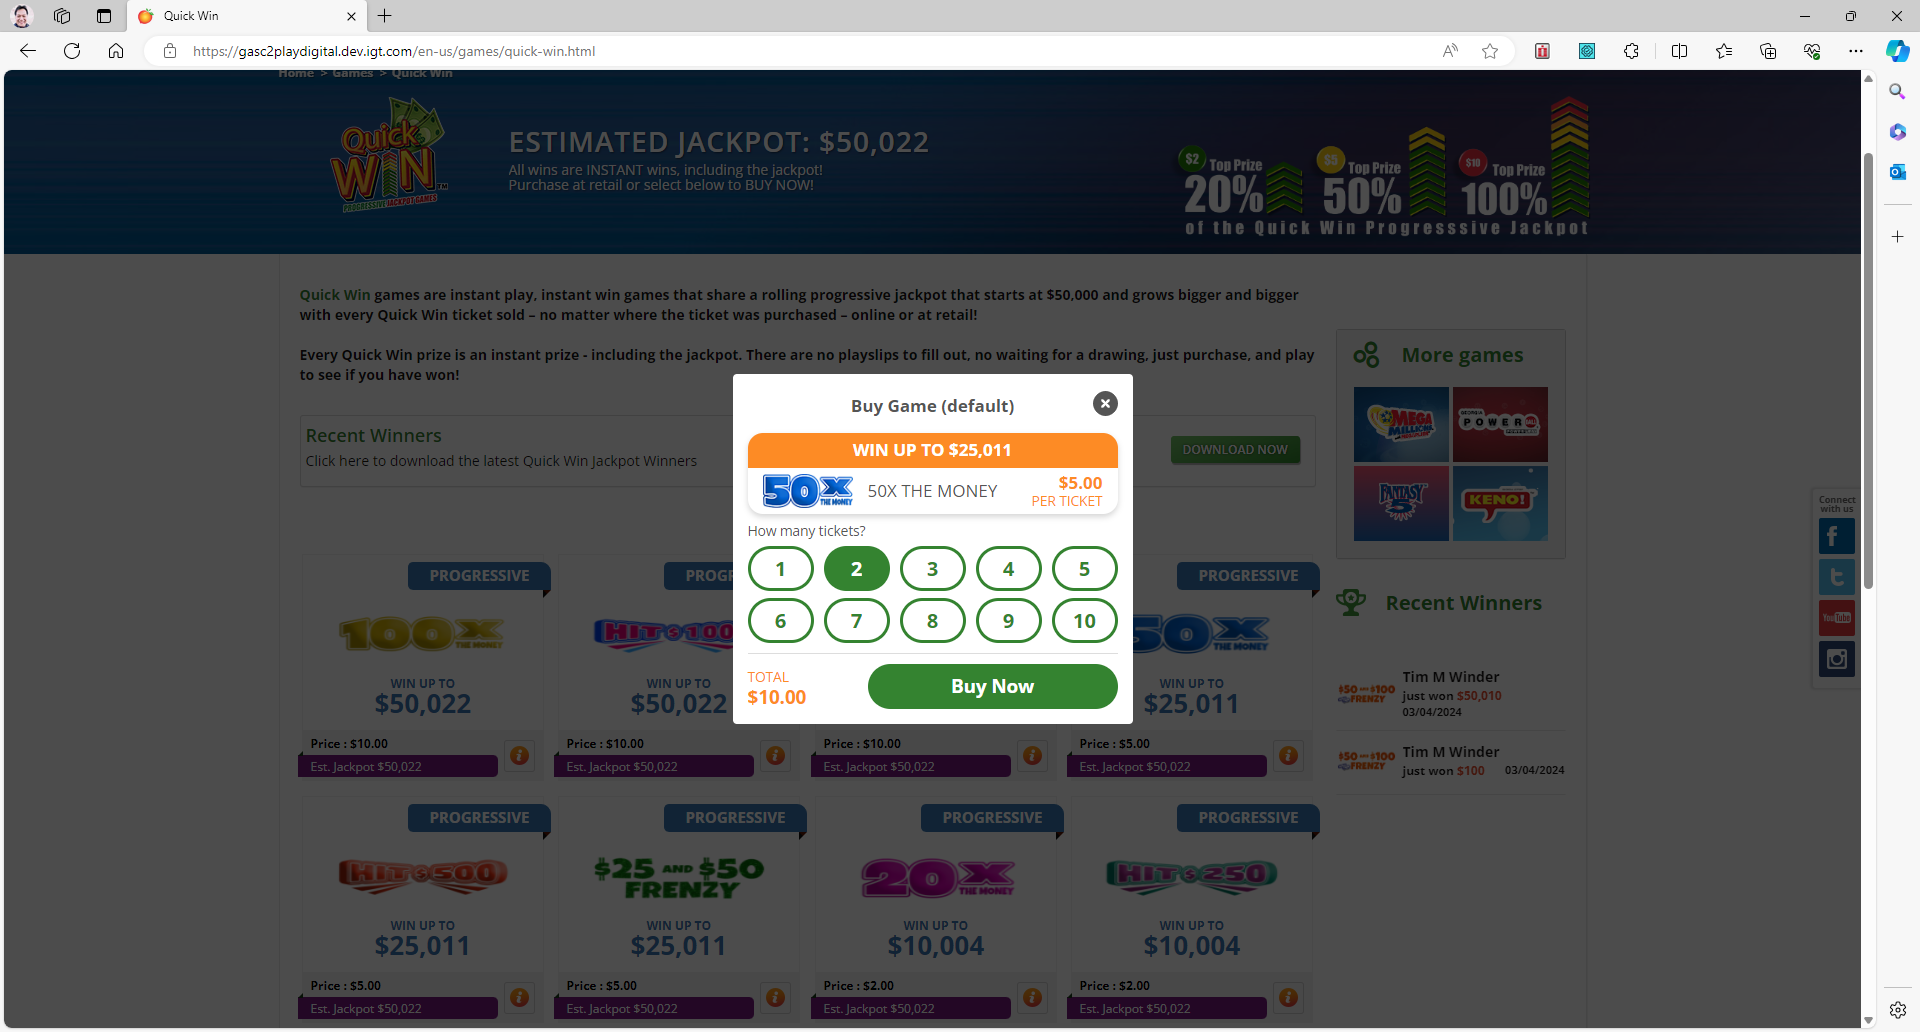 Quick Win
https://gasc2playdigital.dev.igt.com/en-us/games/quick-win.html
Home > Games > Quick Win
Quick WIN TM
PROGRESSIVE JACKPOT GAMES
ESTIMATED JACKPOT: $50,022
All wins are INSTANT wins, including the jackpot!
Purchase at retail or select below to BUY NOW!
$2 Top Prize 20%
$5 Top Prize 50%
$10 Top Prize 100%
of the Quick Win Progresssive Jackpot
Quick Win games are instant play, instant win games that share a rolling progressive jackpot that starts at $50,000 and grows bigger and bigger
with every Quick Win ticket sold – no matter where the ticket was purchased – online or at retail!
Every Quick Win prize is an instant prize - including the jackpot. There are no playslips to fill out, no waiting for a drawing, just purchase, and play
to see if you have won!
Recent Winners
Click here to download the latest Quick Win Jackpot Winners
DOWNLOAD NOW
Buy Game (default)
WIN UP TO $25,011
50X THE MONEY
50X THE MONEY
$5.00
PER TICKET
How many tickets?
1 2 3 4 5
6 7 8 9 10
TOTAL
$10.00
Buy Now
PROGRESSIVE
100X THE MONEY
WIN UP TO
$50,022
Price : $10.00
Est. Jackpot $50,022
PROGR
HIT $100
WIN UP TO
$50,022
Price : $10.00
Est. Jackpot $50,022
Price : $10.00
Est. Jackpot $50,022
PROGRESSIVE
50X THE MONEY
WIN UP TO
$25,011
Price : $5.00
Est. Jackpot $50,022
PROGRESSIVE
HIT $500
WIN UP TO
$25,011
Price : $5.00
Est. Jackpot $50,022
PROGRESSIVE
$25 AND $50
FRENZY
WIN UP TO
$25,011
Price : $5.00
Est. Jackpot $50,022
PROGRESSIVE
20X THE MONEY
WIN UP TO
$10,004
Price : $2.00
Est. Jackpot $50,022
PROGRESSIVE
HIT $250
WIN UP TO
$10,004
Price : $2.00
Est. Jackpot $50,022
More games
MEGA MILLIONS
POWERBALL
FANTASY 5
KENO!
Recent Winners
$50 AND $100 FRENZY
Tim M Winder
just won $50,010
03/04/2024
$50 AND $100 FRENZY
Tim M Winder
just won $100 03/04/2024
Connect
with us
YouTube